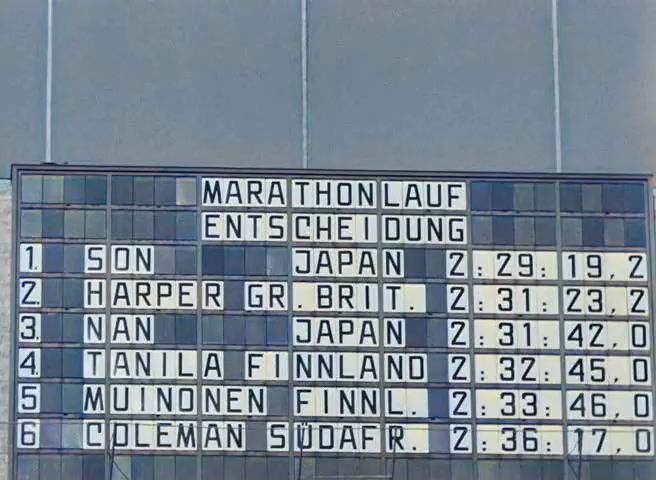 MARATHONLAUF
ENTSCHEIDUNG
1. SON JAPAN 2:29:19,2
2. HARPER GR.BRIT. 2:31:23,2
3. NAN JAPAN 2:31:42,0
4. TANILA FINNLAND 2:32:45,0
5 MUINONEN FINNL. 2:33:46,0
6 COLEMAN SÜDAFR. 2:36:17,0